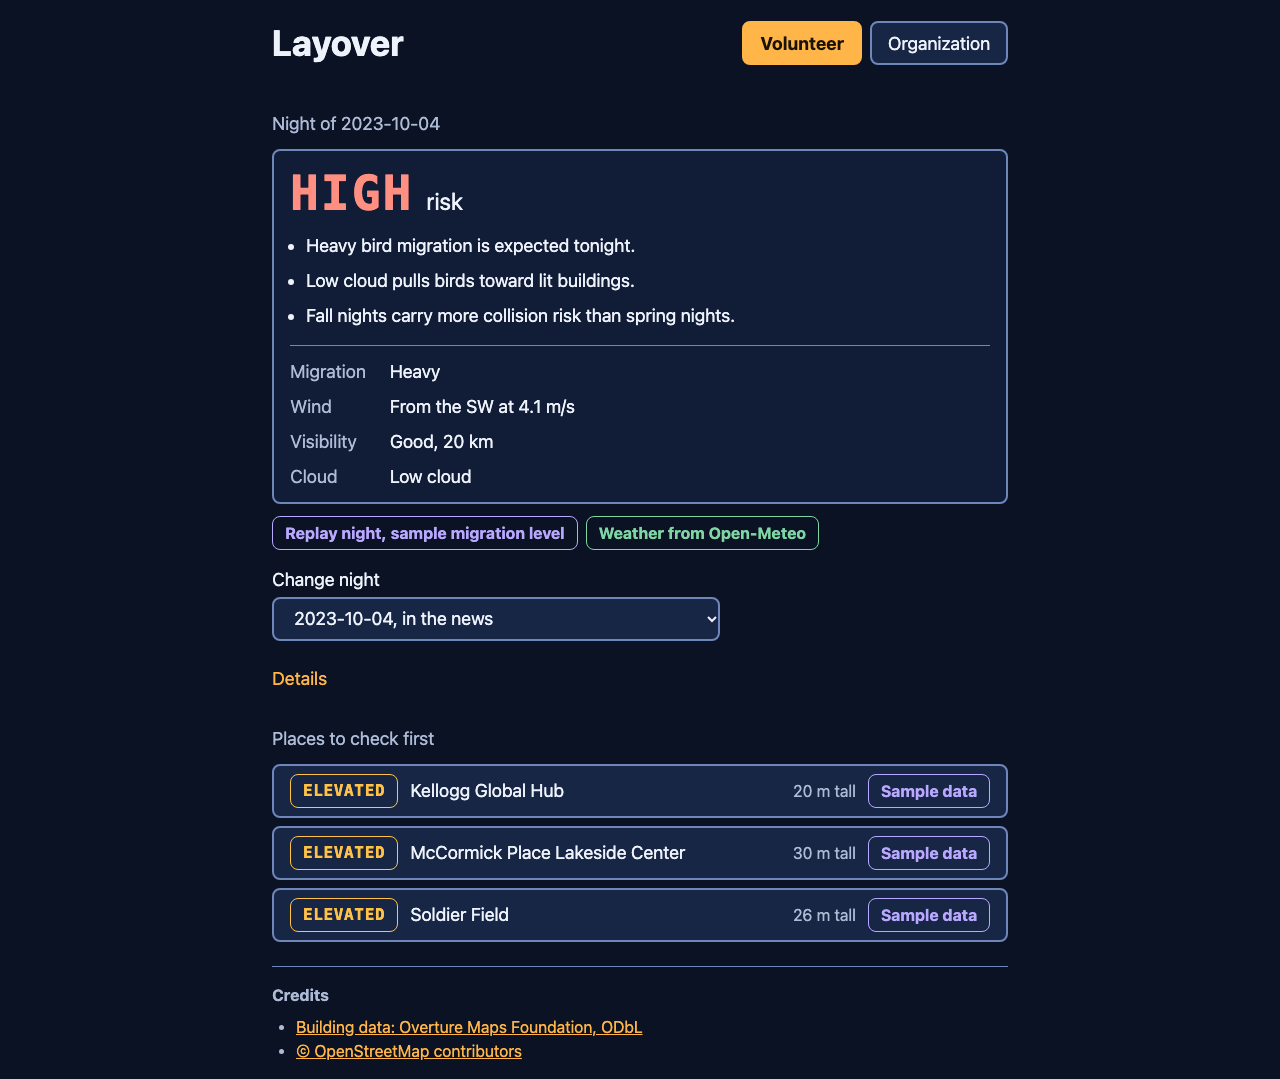 Layover
Volunteer
Organization
Night of 2023-10-04
HIGH risk
Heavy bird migration is expected tonight.
Low cloud pulls birds toward lit buildings.
Fall nights carry more collision risk than spring nights.
Migration Heavy
Wind From the SW at 4.1 m/s
Visibility Good, 20 km
Cloud Low cloud
Replay night, sample migration level
Weather from Open-Meteo
Change night
2023-10-04, in the news
Details
Places to check first
ELEVATED Kellogg Global Hub 20 m tall Sample data
ELEVATED McCormick Place Lakeside Center 30 m tall Sample data
ELEVATED Soldier Field 26 m tall Sample data
Credits
Building data: Overture Maps Foundation, ODbL
© OpenStreetMap contributors